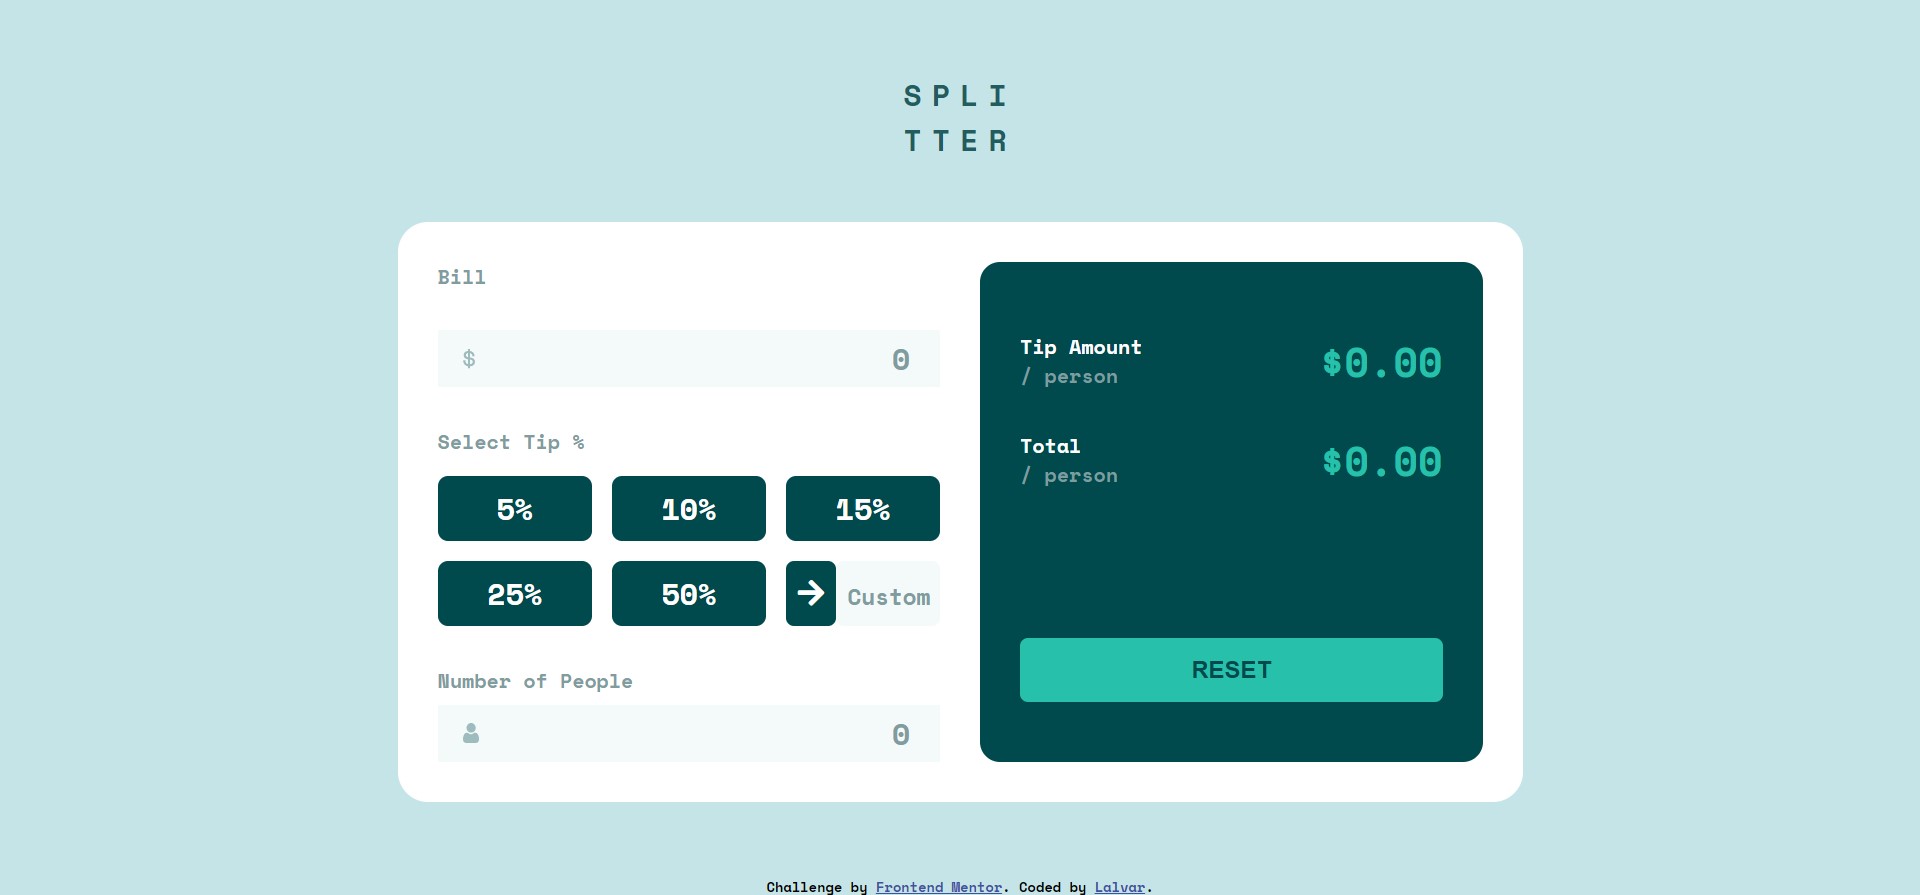 SPLI
TTER
Bill
$ 0
Select Tip %
5% 10% 15%
25% 50% → Custom
Number of People
0
Tip Amount
/ person
$0.00
Total
/ person
$0.00
RESET
Challenge by Frontend Mentor. Coded by Lalvar.